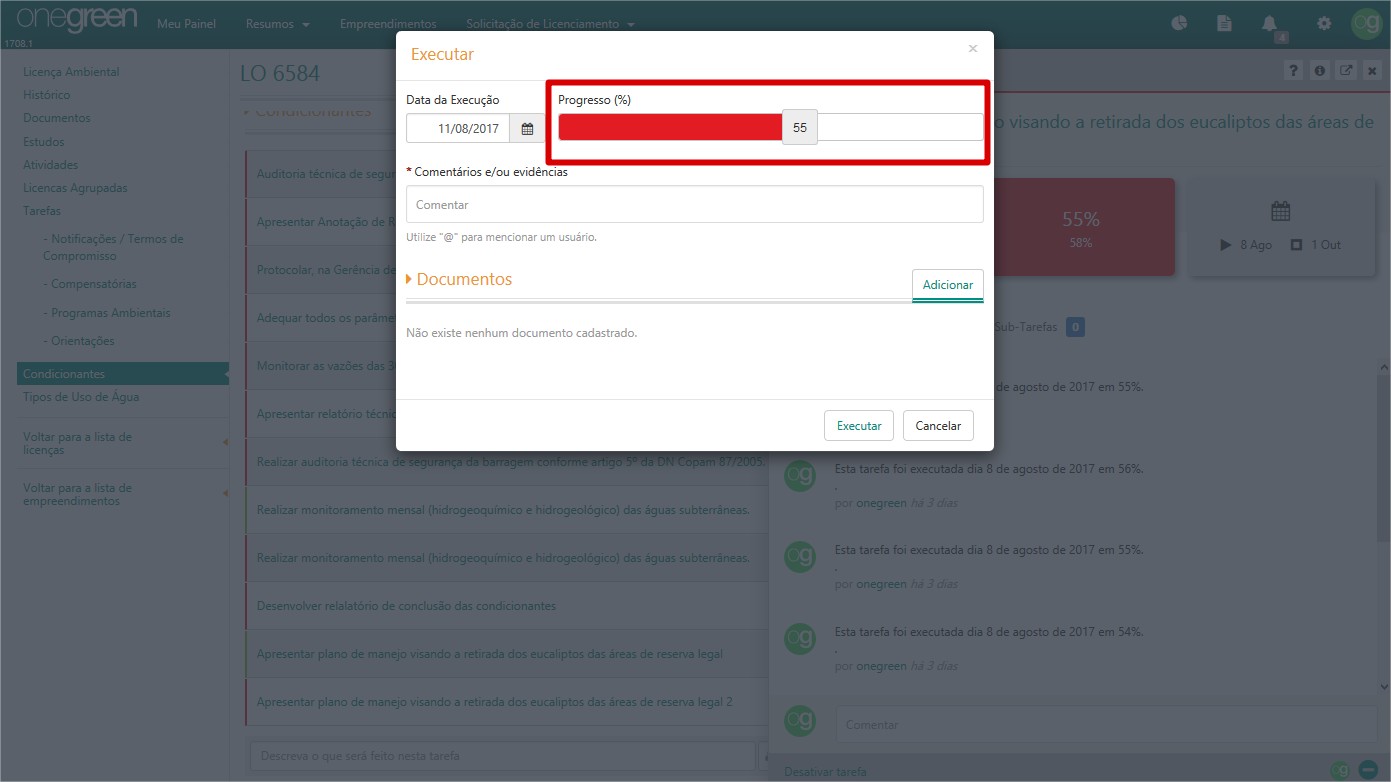 onegreen
Meu Painel
Resumos
Empreendimentos
Solicitação de Licenciamento
4
og
1708.1
Licença Ambiental
Histórico
Documentos
Estudos
Atividades
Licencas Agrupadas
Tarefas
- Notificações / Termos de
Compromisso
- Compensatórias
- Programas Ambientais
- Orientações
Condicionantes
Tipos de Uso de Água
Voltar para a lista de
licenças
Voltar para a lista de
empreendimentos
LO 6584
Condicionantes
Auditoria técnica de segur
Apresentar Anotação de R
Protocolar, na Gerência de
Adequar todos os parâme
Monitorar as vazões das 3
Apresentar relatório técnic
Realizar auditoria técnica de segurança da barragem conforme artigo 5º da DN Copam 87/2005.
Realizar monitoramento mensal (hidrogeoquímico e hidrogeológico) das águas subterrâneas.
Realizar monitoramento mensal (hidrogeoquímico e hidrogeológico) das águas subterrâneas.
Desenvolver relalatório de conclusão das condicionantes
Apresentar plano de manejo visando a retirada dos eucaliptos das áreas de reserva legal
Apresentar plano de manejo visando a retirada dos eucaliptos das áreas de reserva legal 2
Descreva o que será feito nesta tarefa
Executar
×
Data da Execução
11/08/2017
Progresso (%)
55
* Comentários e/ou evidências
Comentar
Utilize "@" para mencionar um usuário.
Documentos
Adicionar
Não existe nenhum documento cadastrado.
Executar
Cancelar
?
o visando a retirada dos eucaliptos das áreas de
55%
58%
8 Ago
1 Out
Sub-Tarefas 0
de agosto de 2017 em 55%.
og
Esta tarefa foi executada dia 8 de agosto de 2017 em 56%.
.
por onegreen há 3 dias
og
Esta tarefa foi executada dia 8 de agosto de 2017 em 55%.
.
por onegreen há 3 dias
og
Esta tarefa foi executada dia 8 de agosto de 2017 em 54%.
.
por onegreen há 3 dias
og
Comentar
Desativar tarefa
og